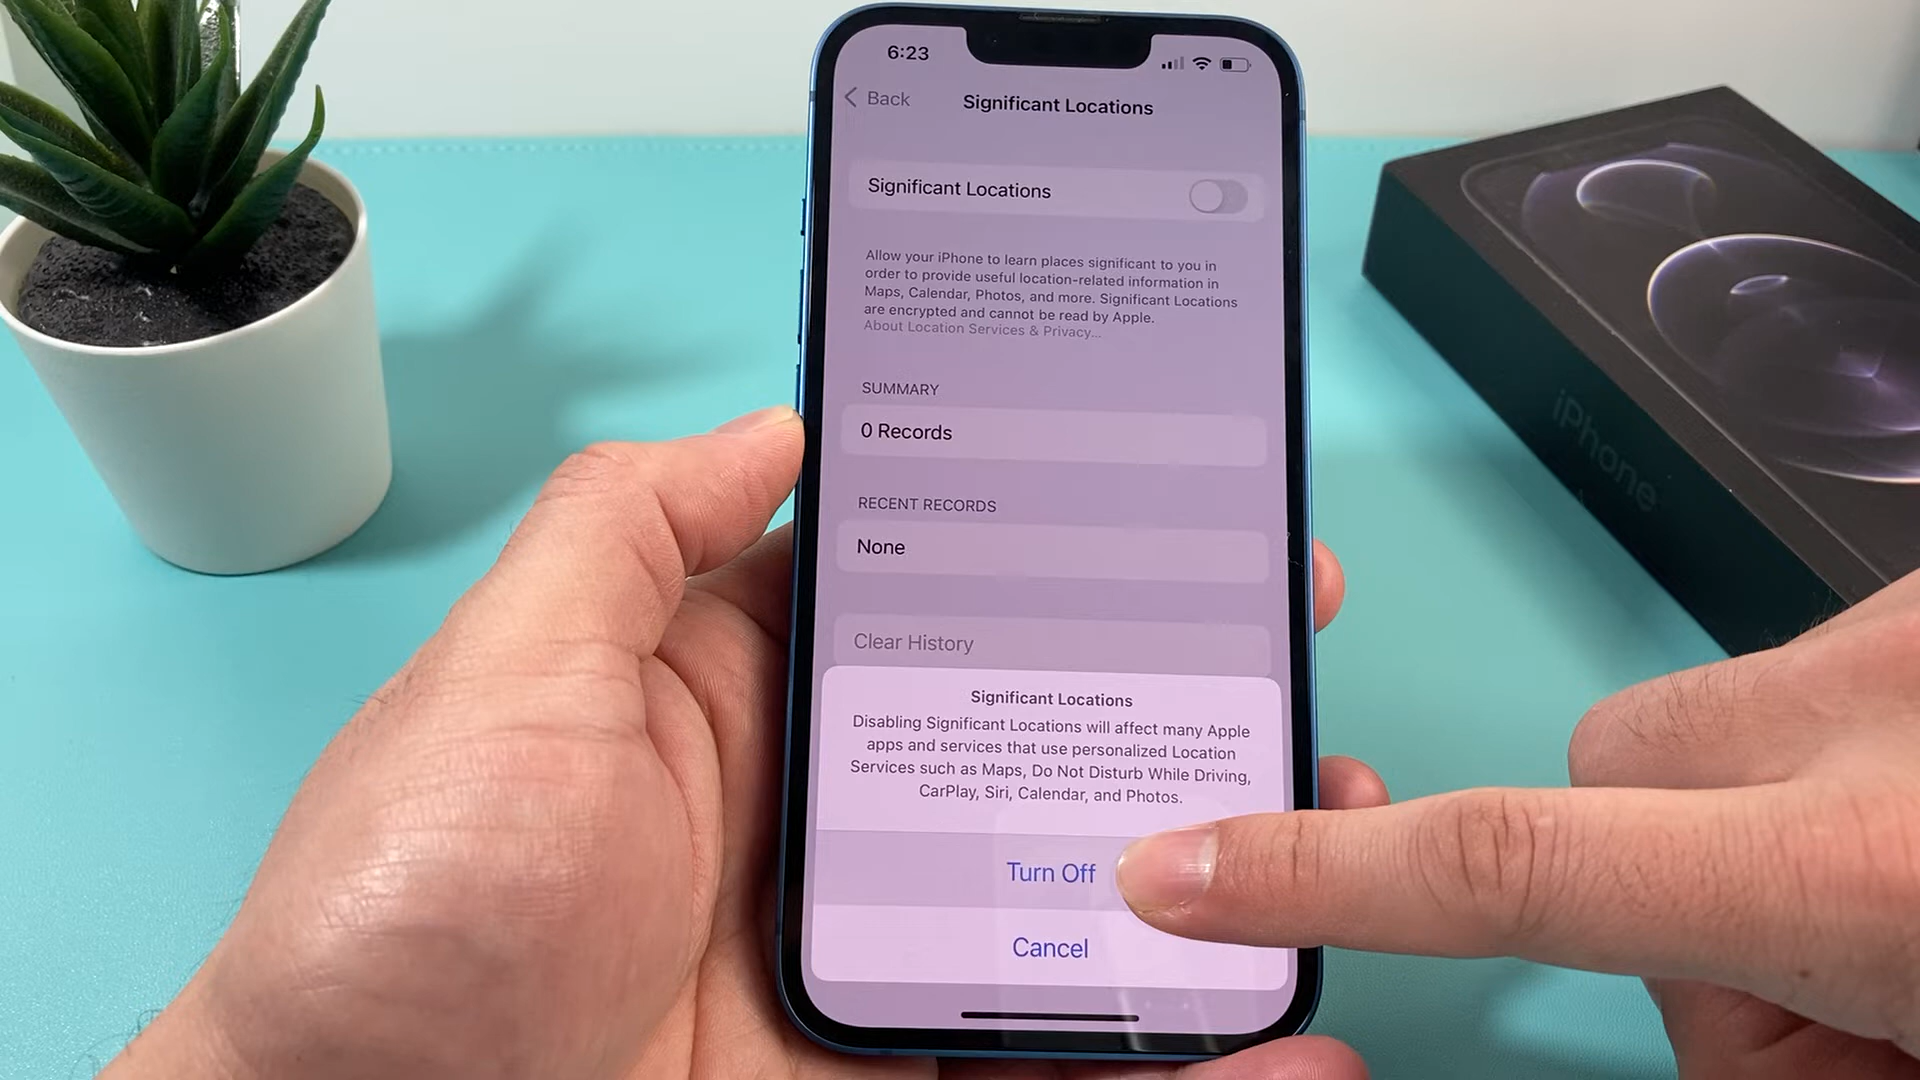 6:23
Back
Significant Locations
Significant Locations
Allow your iPhone to learn places significant to you in
order to provide useful location-related information in
Maps, Calendar, Photos, and more. Significant Locations
are encrypted and cannot be read by Apple.
About Location Services & Privacy...
SUMMARY
0 Records
RECENT RECORDS
None
Clear History
Significant Locations
Disabling Significant Locations will affect many Apple
apps and services that use personalized Location
Services such as Maps, Do Not Disturb While Driving,
CarPlay, Siri, Calendar, and Photos.
Turn Off
Cancel
iPhone